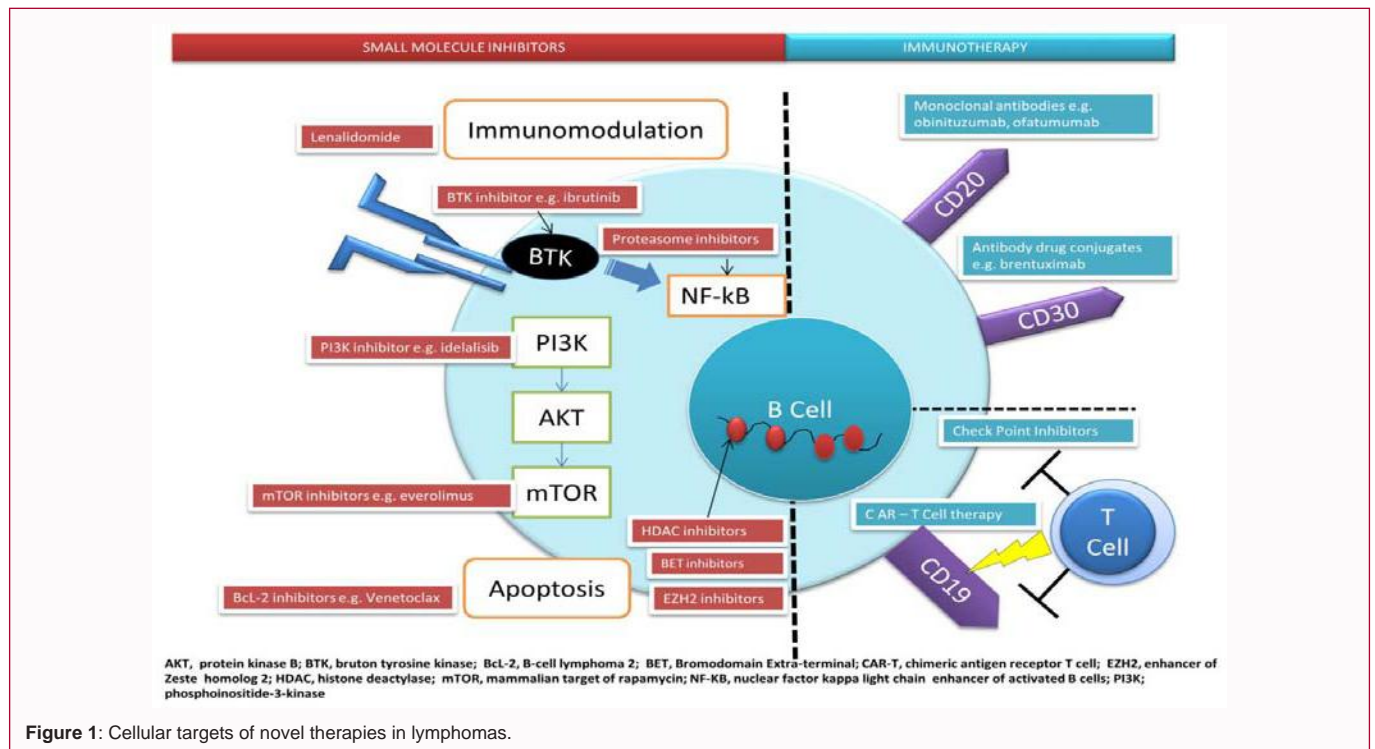 SMALL MOLECULE INHIBITORS
IMMUNOTHERAPY
Immunomodulation
Lenalidomide
BTK inhibitor e.g. ibrutinib
Proteasome inhibitors
BTK
NF-kB
PI3K inhibitor e.g. idelalisib
PI3K
AKT
mTOR inhibitors e.g. everolimus
mTOR
HDAC inhibitors
BET inhibitors
EZH2 inhibitors
Apoptosis
BcL-2 inhibitors e.g. Venetoclax
B Cell
Monoclonal antibodies e.g.
obinituzumab, ofatumumab
CD20
Antibody drug conjugates
e.g. brentuximab
CD30
Check Point Inhibitors
C AR – T Cell therapy
T
Cell
CD19
AKT, protein kinase B; BTK, bruton tyrosine kinase; BcL-2, B-cell lymphoma 2; BET, Bromodomain Extra-terminal; CAR-T, chimeric antigen receptor T cell; EZH2, enhancer of
Zeste homolog 2; HDAC, histone deactylase; mTOR, mammalian target of rapamycin; NF-KB, nuclear factor kappa light chain enhancer of activated B cells; PI3K;
phosphoinositide-3-kinase
Figure 1: Cellular targets of novel therapies in lymphomas.